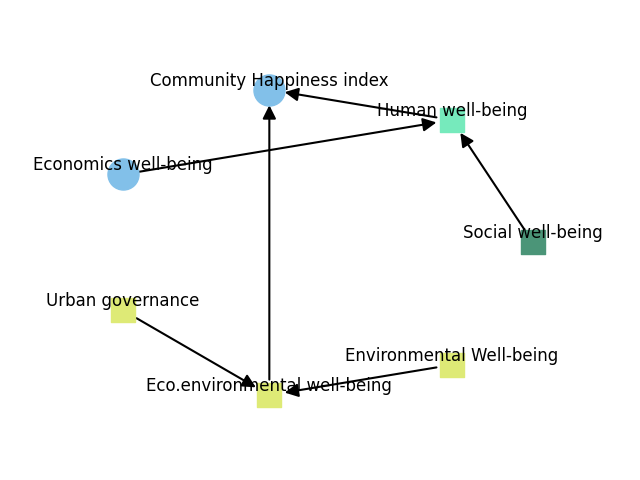 Community Happiness index
Human well-being
Economics well-being
Social well-being
Urban governance
Environmental Well-being
Eco.environmental well-being